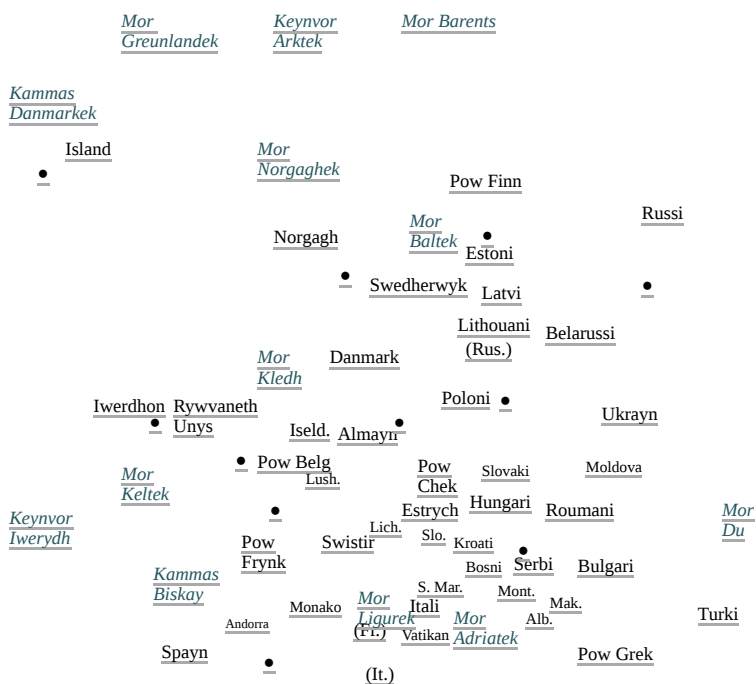 Mor
Greunlandek
Keynvor
Arktek
Mor Barents
Kammas
Danmarkek
Island
Mor
Norgaghek
Pow Finn
Russi
Mor
Baltek
Norgagh
Estoni
Swedherwyk
Latvi
Lithouani
(Rus.)
Belarussi
Mor
Kledh
Danmark
Poloni
Iwerdhon
Rywvaneth
Unys
Ukrayn
Iseld.
Almayn
Pow Belg
Lush.
Pow
Chek
Slovaki
Moldova
Mor
Keltek
Keynvor
Iwerydh
Estrych
Hungari
Roumani
Mor
Du
Pow
Frynk
Swistir
Lich.
Slo.
Kroati
Bosni
Serbi
Bulgari
Kammas
Biskay
S. Mar.
Mont.
Monako
Mor
Ligurek
Itali
Mor
Adriatek
Mak.
Alb.
Turki
Andorra
(Fr.)
Vatikan
Spayn
Pow Grek
(It.)